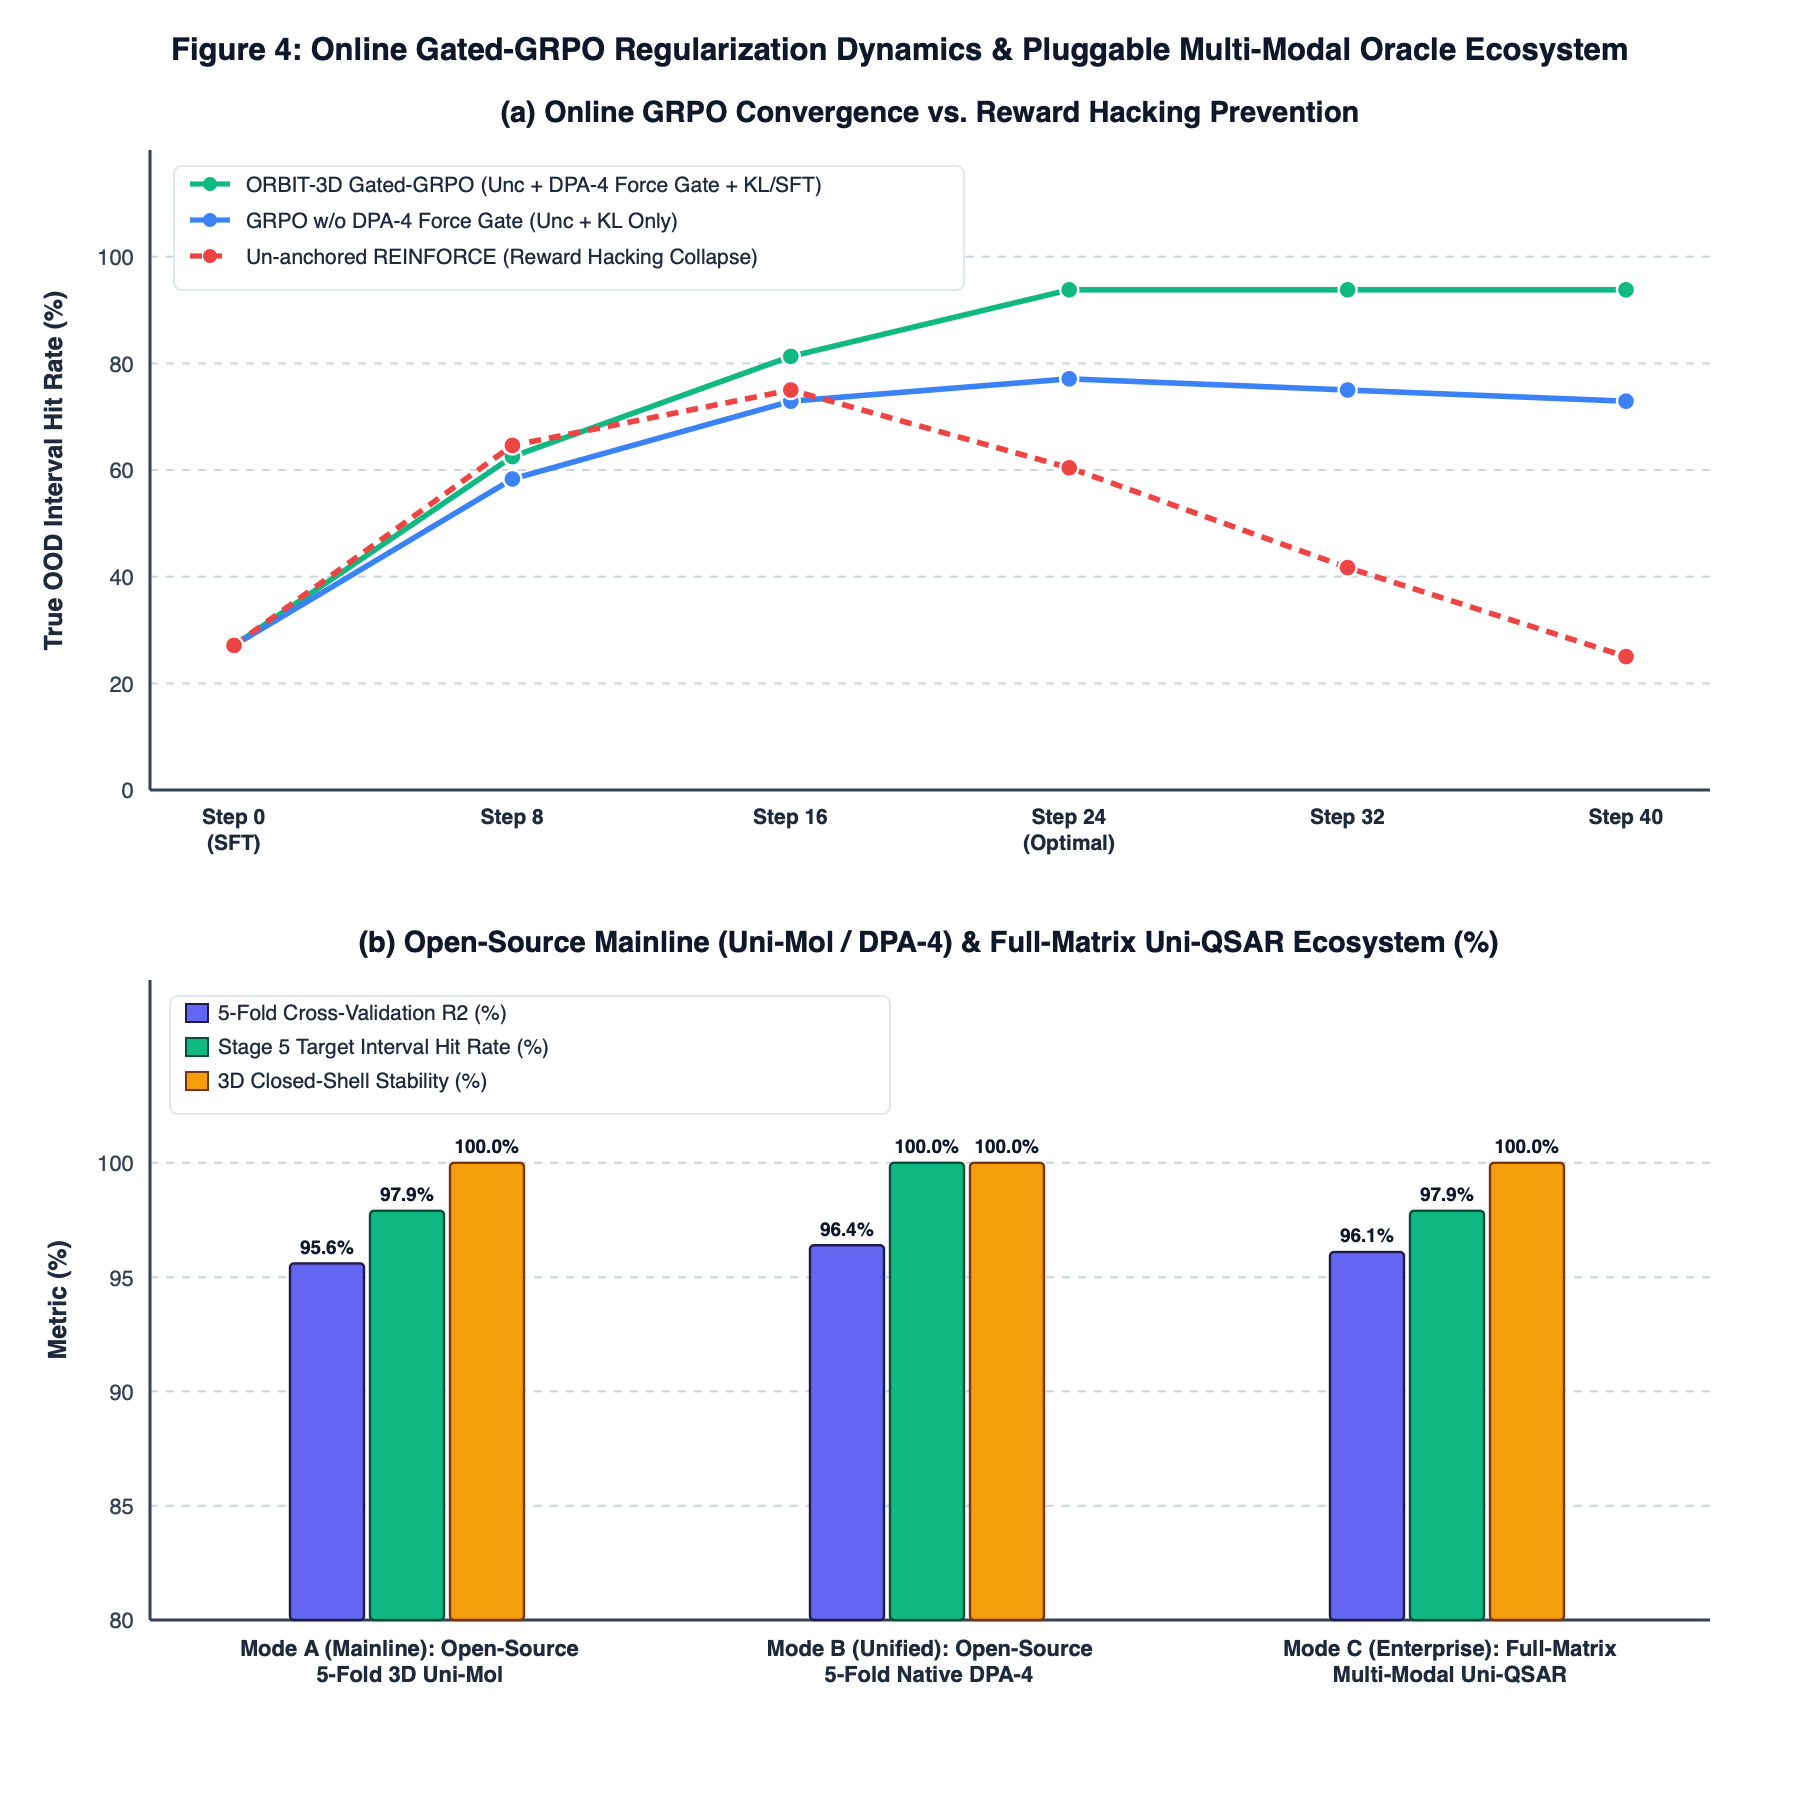 Figure 4: Online Gated-GRPO Regularization Dynamics & Pluggable Multi-Modal Oracle Ecosystem
(a) Online GRPO Convergence vs. Reward Hacking Prevention
ORBIT-3D Gated-GRPO (Unc + DPA-4 Force Gate + KL/SFT)
GRPO w/o DPA-4 Force Gate (Unc + KL Only)
Un-anchored REINFORCE (Reward Hacking Collapse)
True OOD Interval Hit Rate (%)
100
80
60
40
20
0
Step 0
(SFT)
Step 8
Step 16
Step 24
(Optimal)
Step 32
Step 40
(b) Open-Source Mainline (Uni-Mol / DPA-4) & Full-Matrix Uni-QSAR Ecosystem (%)
5-Fold Cross-Validation R2 (%)
Stage 5 Target Interval Hit Rate (%)
3D Closed-Shell Stability (%)
Metric (%)
100
95
90
85
80
95.6%
97.9%
100.0%
96.4%
100.0%
100.0%
96.1%
97.9%
100.0%
Mode A (Mainline): Open-Source
5-Fold 3D Uni-Mol
Mode B (Unified): Open-Source
5-Fold Native DPA-4
Mode C (Enterprise): Full-Matrix
Multi-Modal Uni-QSAR